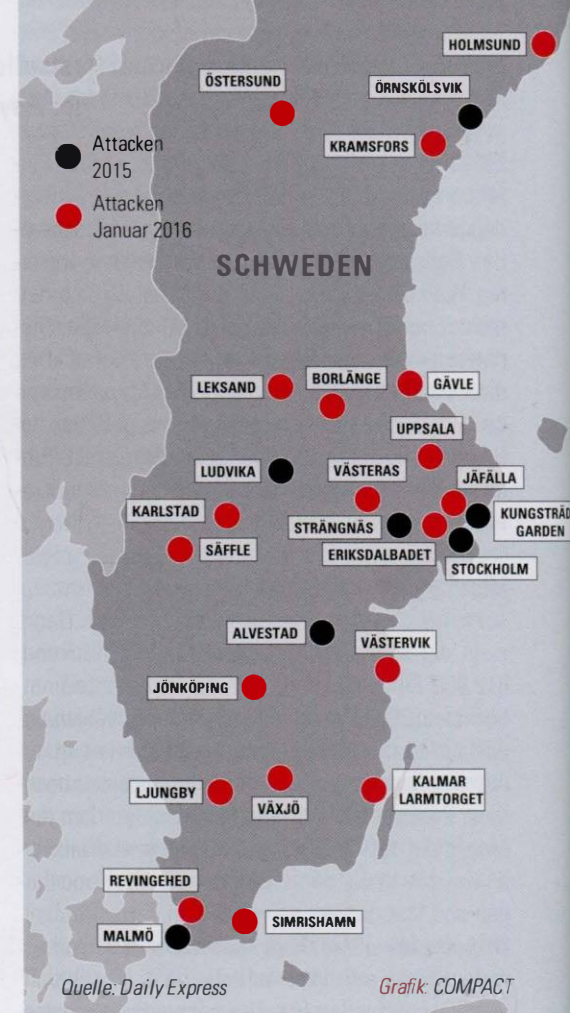 HOLMSUND
ÖSTERSUND
ÖRNSKÖLSVIK
KRAMSFORS
Attacken
2015
Attacken
Januar 2016
SCHWEDEN
LEKSAND
BORLÄNGE
GÄVLE
UPPSALA
LUDVIKA
VÄSTERAS
JÄFÄLLA
KARLSTAD
STRÄNGNÄS
KUNGSTRÄD
GARDEN
SÄFFLE
ERIKSDALBADET
STOCKHOLM
ALVESTAD
VÄSTERVIK
JÖNKÖPING
LJUNGBY
VÄXJÖ
KALMAR
LARMTORGET
REVINGEHED
MALMÖ
SIMRISHAMN
Quelle: Daily Express
Grafik: COMPACT